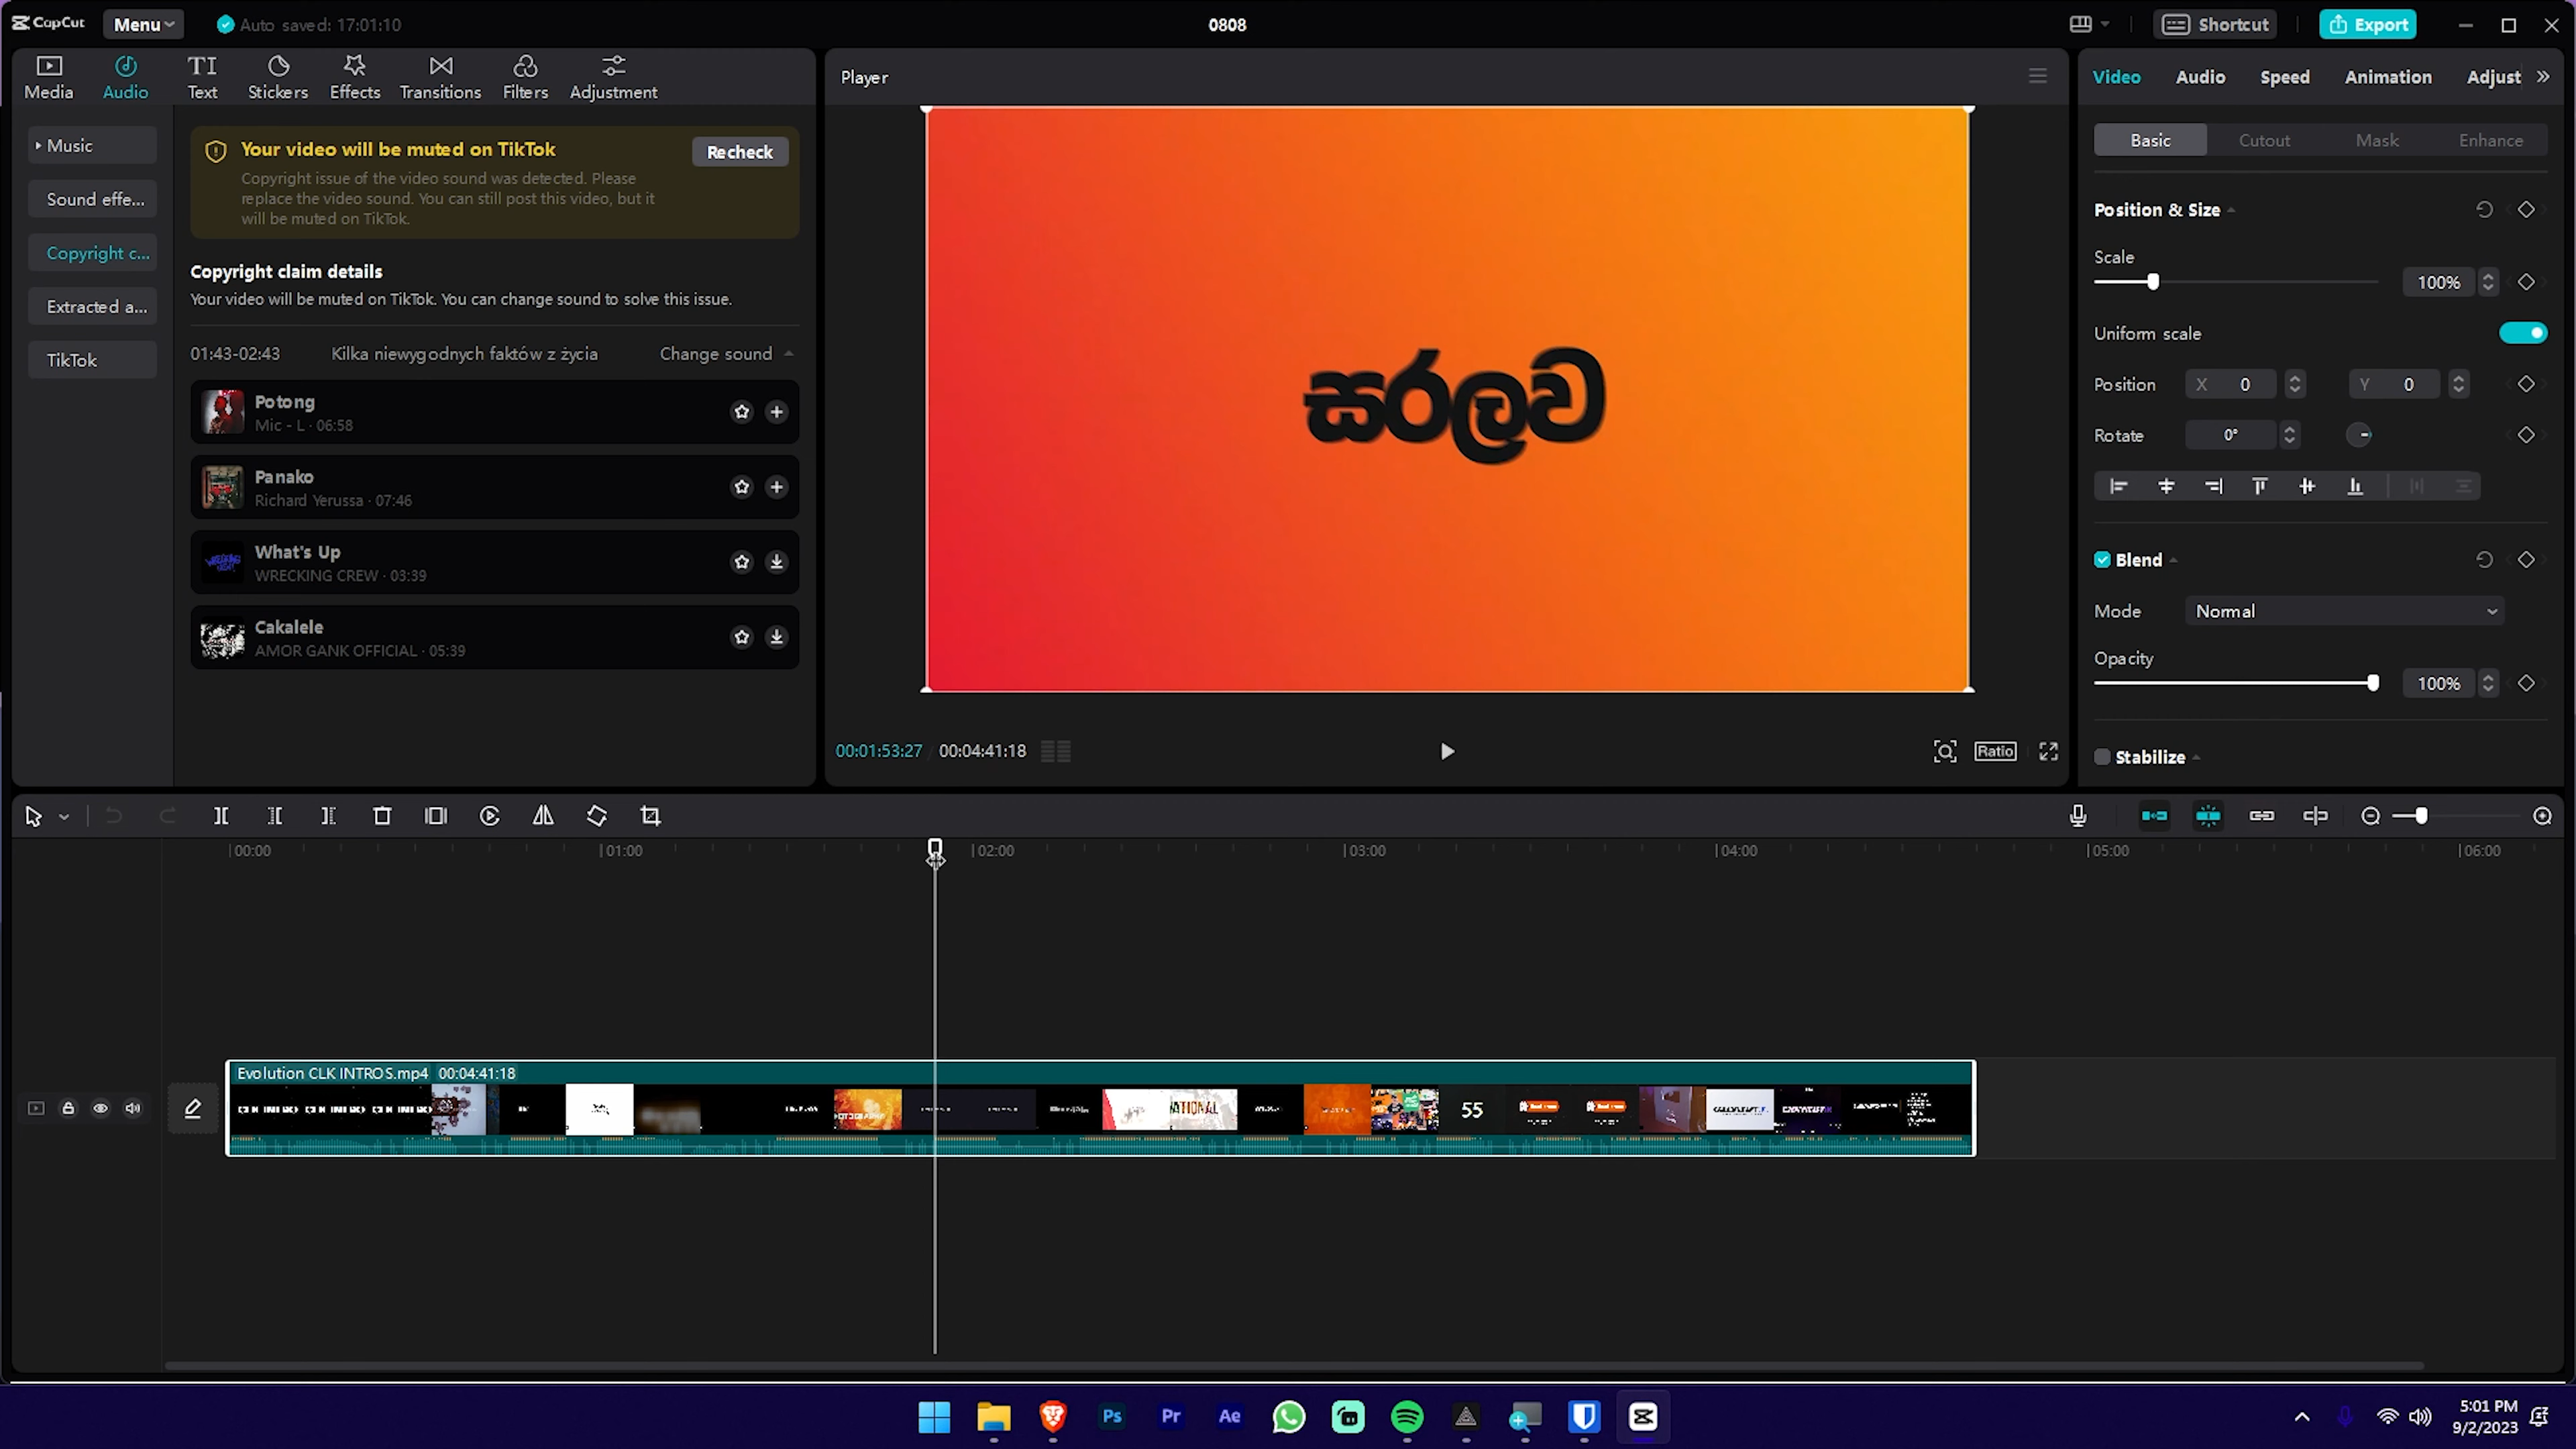 CapCut
Menu
Auto saved: 17:01:10
0808
Shortcut
Export
Media
Audio
Text
Stickers
Effects
Transitions
Filters
Adjustment
Music
Sound effe...
Copyright c...
Extracted a...
TikTok
Your video will be muted on TikTok
Recheck
Copyright issue of the video sound was detected. Please
replace the video sound. You can still post this video, but it
will be muted on TikTok.
Copyright claim details
Your video will be muted on TikTok. You can change sound to solve this issue.
01:43-02:43 Kilka niewygodnych faktów z życia Change sound
Potong
Mic - L · 06:58
Panako
Richard Yerussa · 07:46
What's Up
WRECKING CREW · 03:39
Cakalele
AMOR GANK OFFICIAL · 05:39
Player
සරලව
00:01:53:27 00:04:41:18
Ratio
Video Audio Speed Animation Adjust
Basic Cutout Mask Enhance
Position & Size
Scale
100%
Uniform scale
Position X 0 Y 0
Rotate 0°
Blend
Mode Normal
Opacity
100%
Stabilize
00:00 01:00 02:00 03:00 04:00 05:00 06:00
Evolution CLK INTROS.mp4 00:04:41:18
55
Ps Pr Ae
5:01 PM
9/2/2023